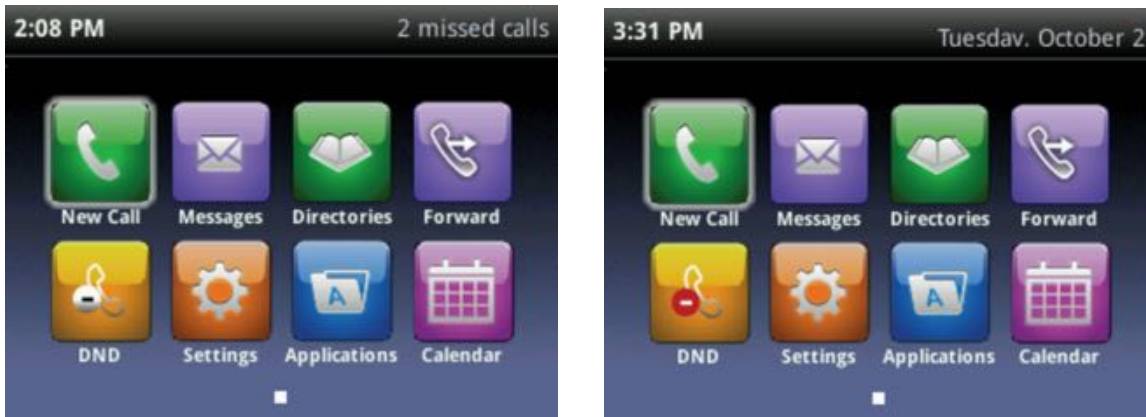 2:08 PM 2 missed calls
New Call Messages Directories Forward
DND Settings A Applications Calendar
3:31 PM Tuesday. October 2
New Call Messages Directories Forward
DND Settings A Applications Calendar